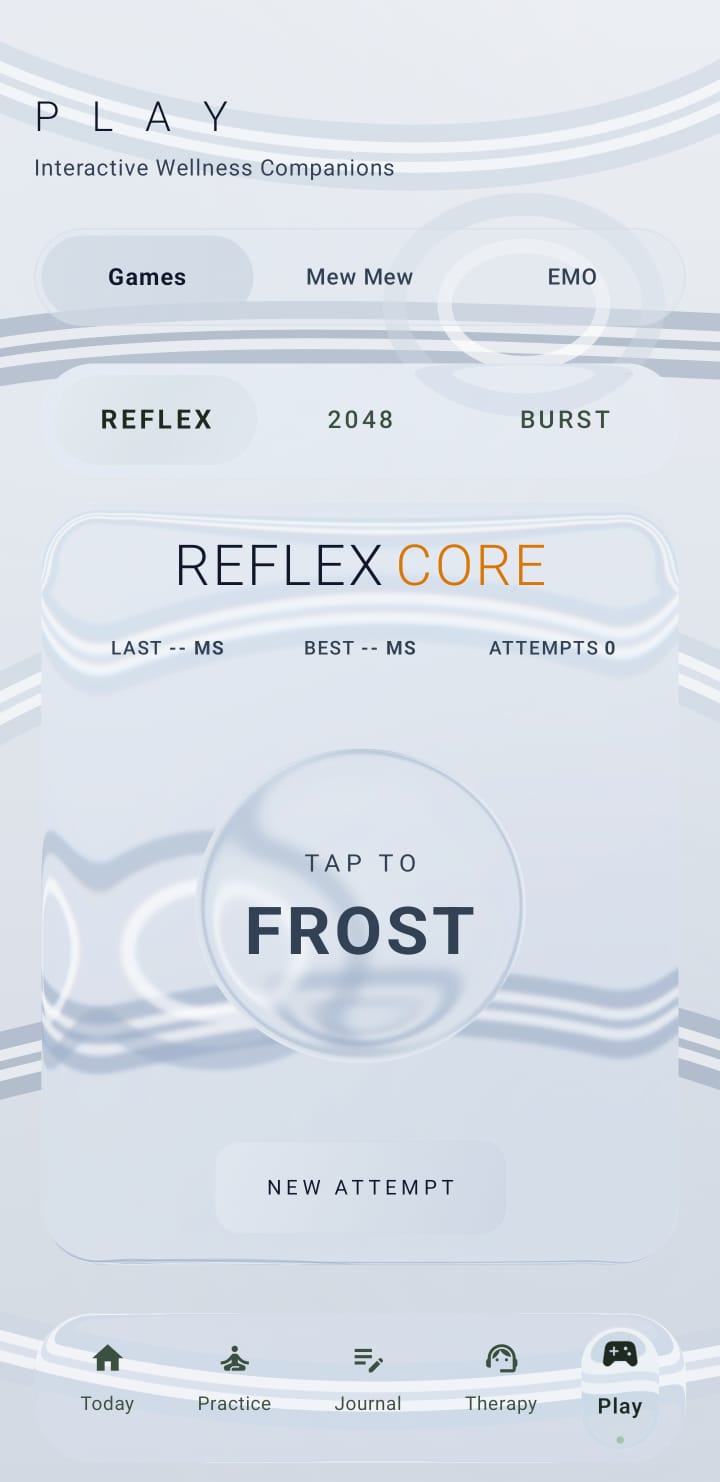 PLAY
Interactive Wellness Companions
Games Mew Mew EMO
REFLEX 2048 BURST
REFLEX CORE
LAST -- MS BEST -- MS ATTEMPTS 0
TAP TO
FROST
NEW ATTEMPT
Today Practice Journal Therapy Play